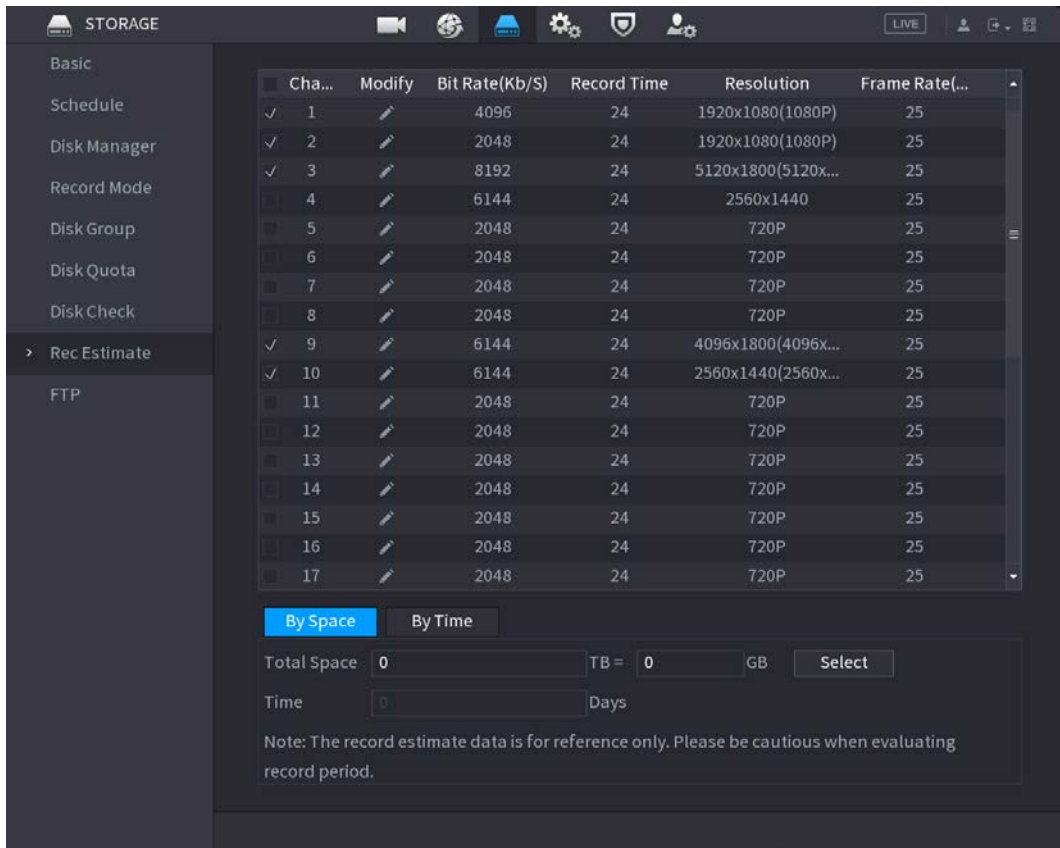 STORAGE
LIVE
Basic
Schedule
Disk Manager
Record Mode
Disk Group
Disk Quota
Disk Check
Rec Estimate
FTP
Cha... Modify Bit Rate(Kb/S) Record Time Resolution Frame Rate(...
1 4096 24 1920x1080(1080P) 25
2 2048 24 1920x1080(1080P) 25
3 8192 24 5120x1800(5120x... 25
4 6144 24 2560x1440 25
5 2048 24 720P 25
6 2048 24 720P 25
7 2048 24 720P 25
8 2048 24 720P 25
9 6144 24 4096x1800(4096x... 25
10 6144 24 2560x1440(2560x... 25
11 2048 24 720P 25
12 2048 24 720P 25
13 2048 24 720P 25
14 2048 24 720P 25
15 2048 24 720P 25
16 2048 24 720P 25
17 2048 24 720P 25
By Space By Time
Total Space 0 TB = 0 GB Select
Time 0 Days
Note: The record estimate data is for reference only. Please be cautious when evaluating
record period.